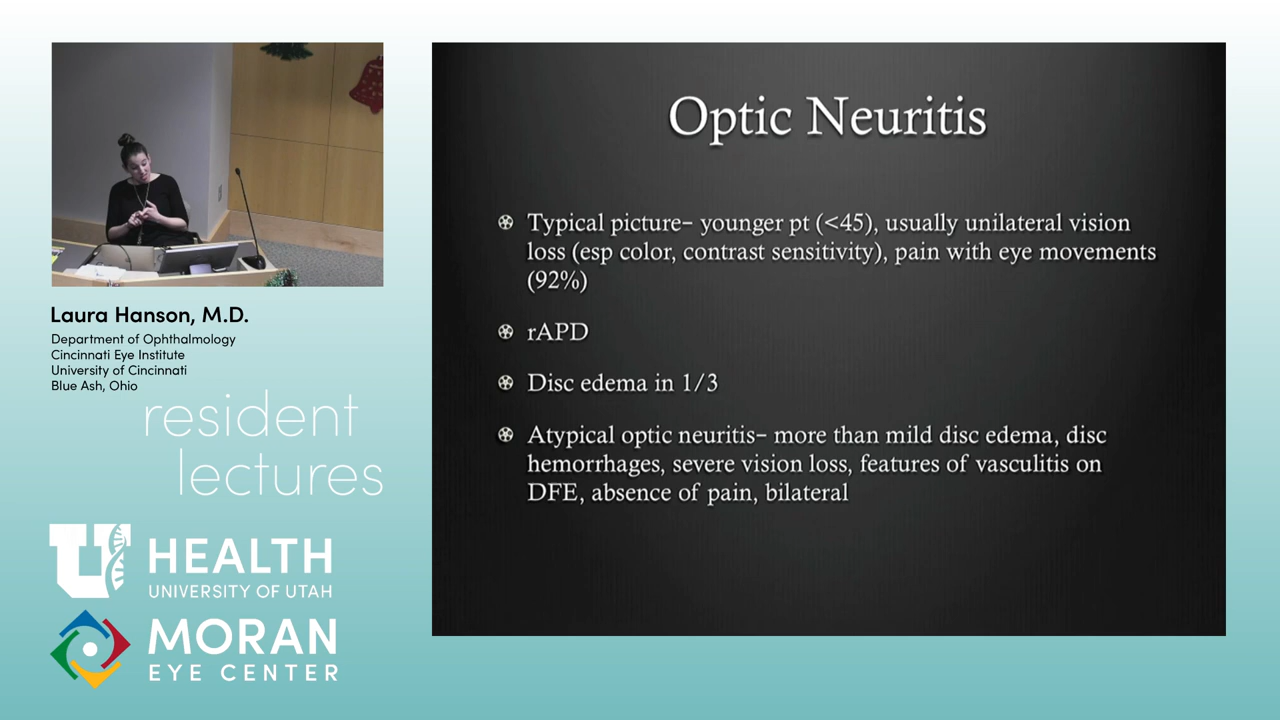 Optic Neuritis
Typical picture– younger pt (<45), usually unilateral vision
loss (esp color, contrast sensitivity), pain with eye movements
(92%)
rAPD
Disc edema in 1/3
Atypical optic neuritis– more than mild disc edema, disc
hemorrhages, severe vision loss, features of vasculitis on
DFE, absence of pain, bilateral
Laura Hanson, M.D.
Department of Ophthalmology
Cincinnati Eye Institute
University of Cincinnati
Blue Ash, Ohio
resident
lectures
U HEALTH
UNIVERSITY OF UTAH
MORAN
EYE CENTER